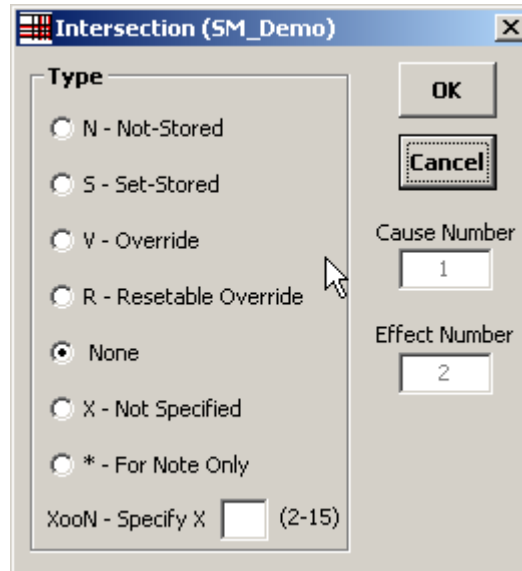 Intersection (SM_Demo)
Type
N - Not-Stored
S - Set-Stored
V - Override
R - Resetable Override
None
X - Not Specified
* - For Note Only
XooN - Specify X (2-15)
OK
Cancel
Cause Number
1
Effect Number
2